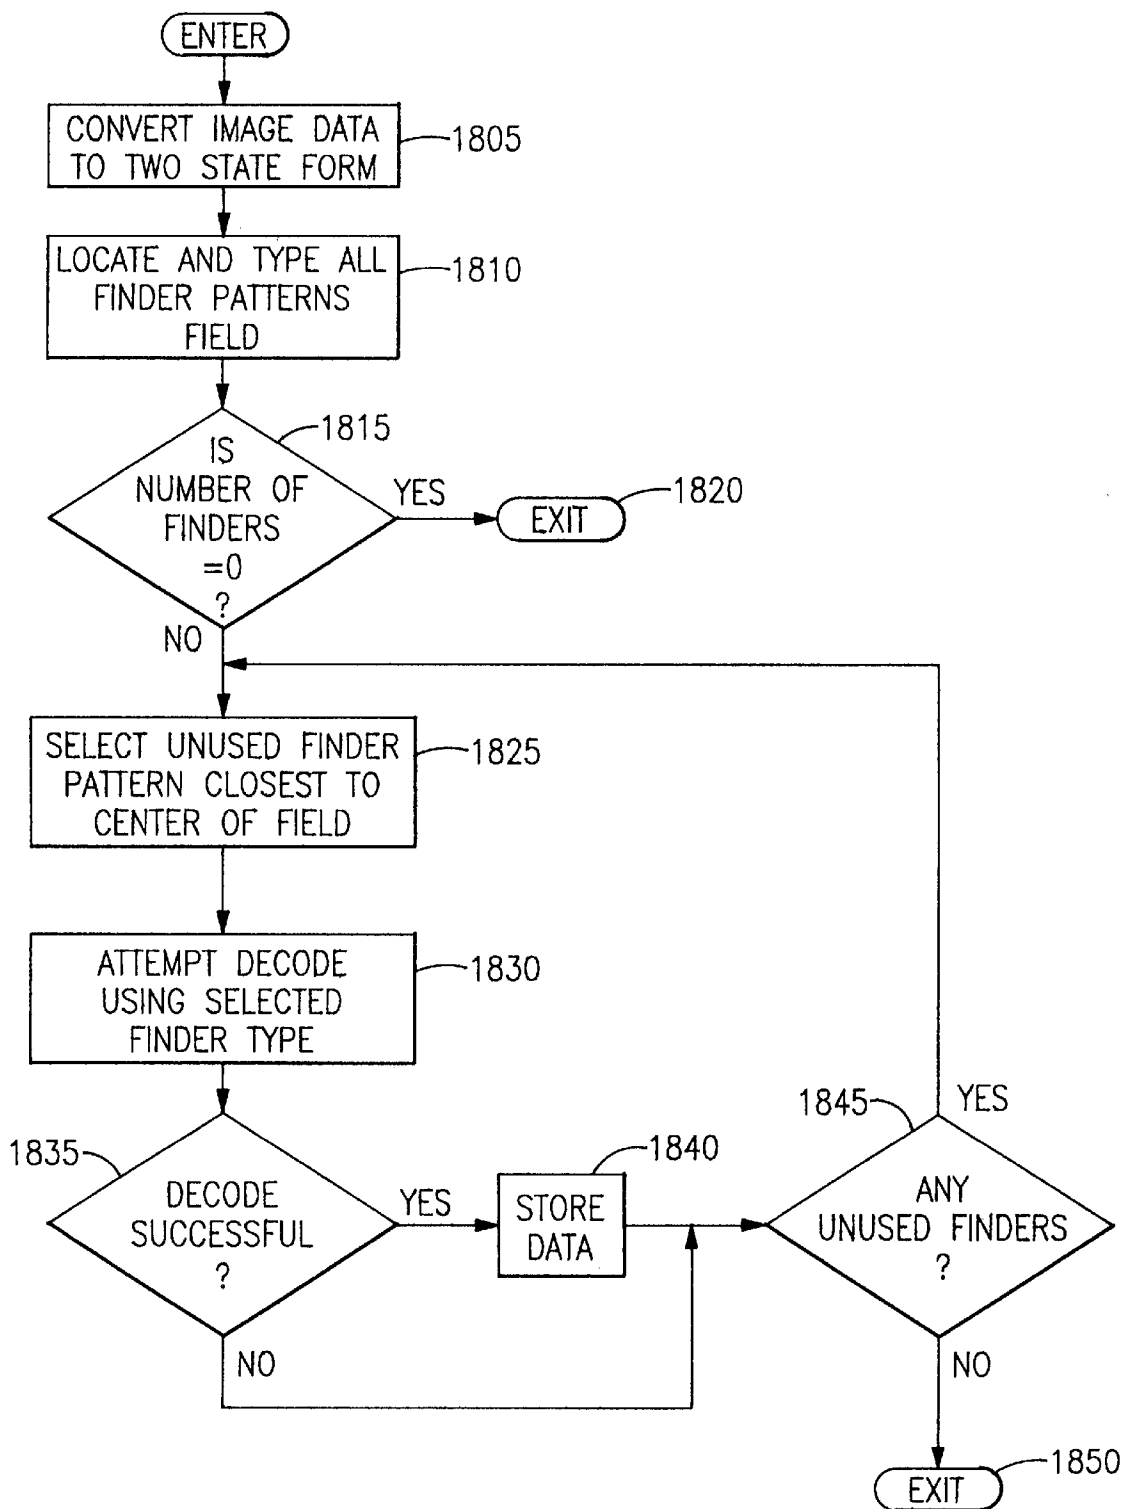 ENTER
CONVERT IMAGE DATA
TO TWO STATE FORM
1805
LOCATE AND TYPE ALL
FINDER PATTERNS
FIELD
1810
IS
NUMBER OF
FINDERS
=0
?
1815
YES
EXIT
1820
NO
SELECT UNUSED FINDER
PATTERN CLOSEST TO
CENTER OF FIELD
1825
ATTEMPT DECODE
USING SELECTED
FINDER TYPE
1830
1835
DECODE
SUCCESSFUL
?
YES
STORE
DATA
1840
1845
YES
ANY
UNUSED FINDERS
?
NO
NO
EXIT
1850